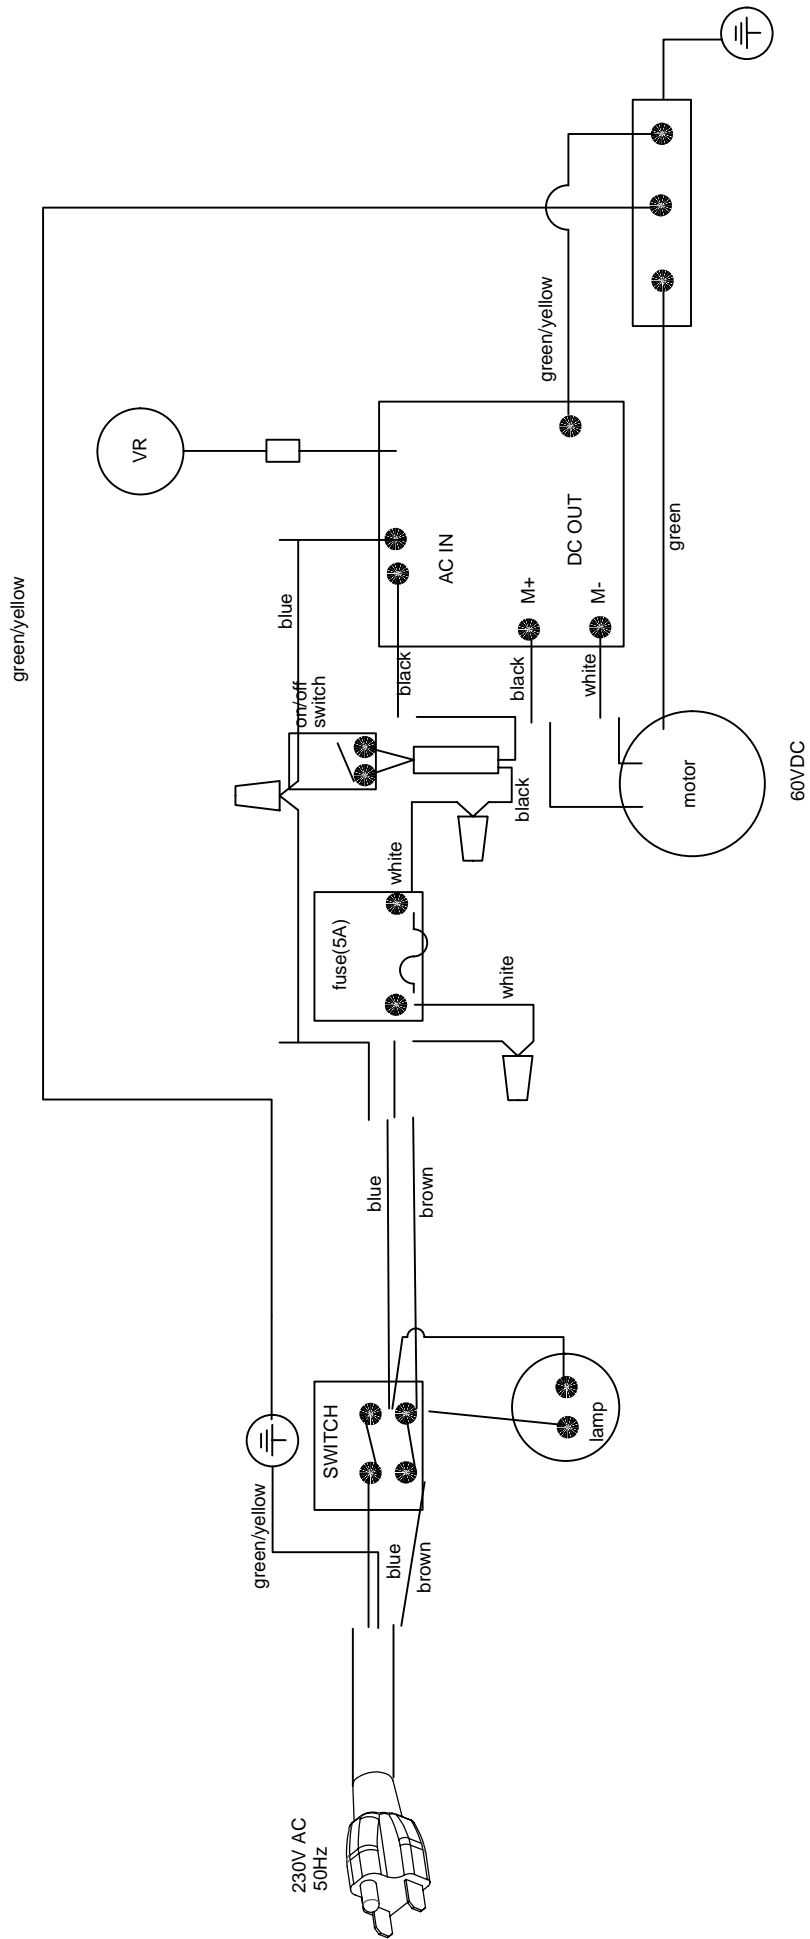 230V AC
50Hz
green/yellow
blue
brown
SWITCH
lamp
blue
brown
green/yellow
fuse(5A)
white
white
on/off
switch
black
blue
black
black
white
VR
AC IN
M+
M-
DC OUT
green/yellow
green
motor
60VDC